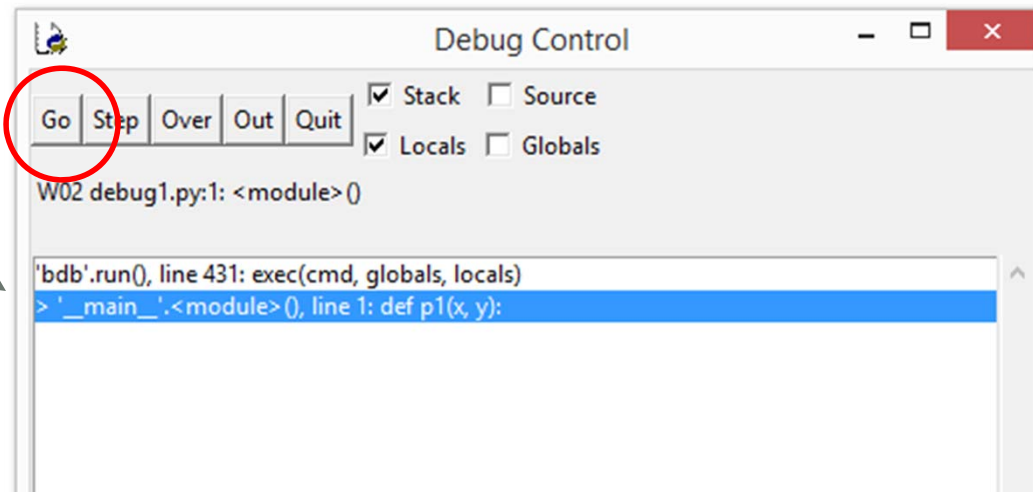 Debug Control
Go Step Over Out Quit
Stack Source
Locals Globals
W02 debug1.py:1: <module>()
'bdb'.run(), line 431: exec(cmd, globals, locals)
> '__main__'.<module>(), line 1: def p1(x, y):